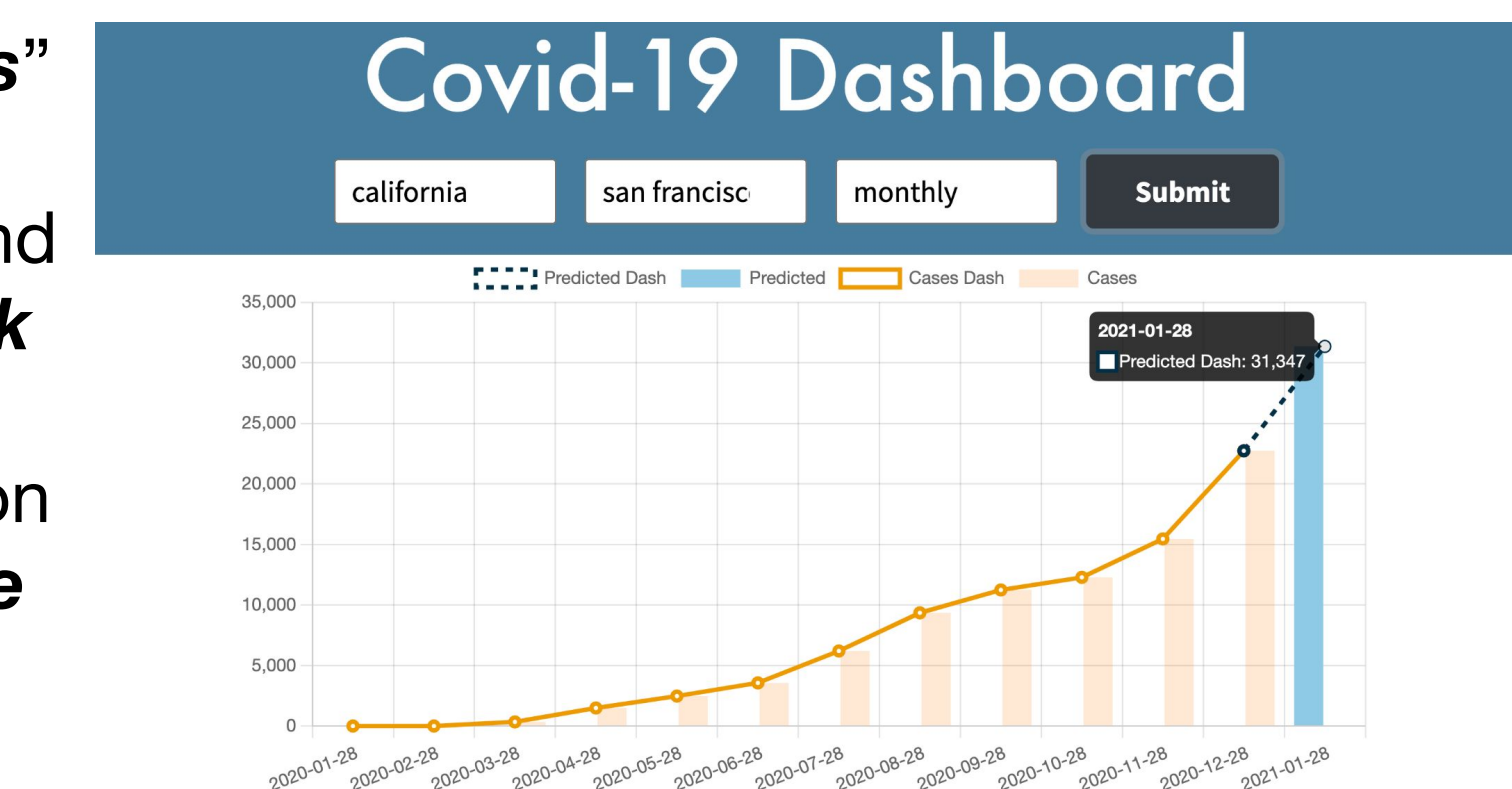 s”
nd
k
on
e
Covid-19 Dashboard
california san francisc monthly Submit
Predicted Dash Predicted Cases Dash Cases
35,000
30,000
25,000
20,000
15,000
10,000
5,000
0
2021-01-28
Predicted Dash: 31,347
2020-01-28 2020-02-28 2020-03-28 2020-04-28 2020-05-28 2020-06-28 2020-07-28 2020-08-28 2020-09-28 2020-10-28 2020-11-28 2020-12-28 2021-01-28